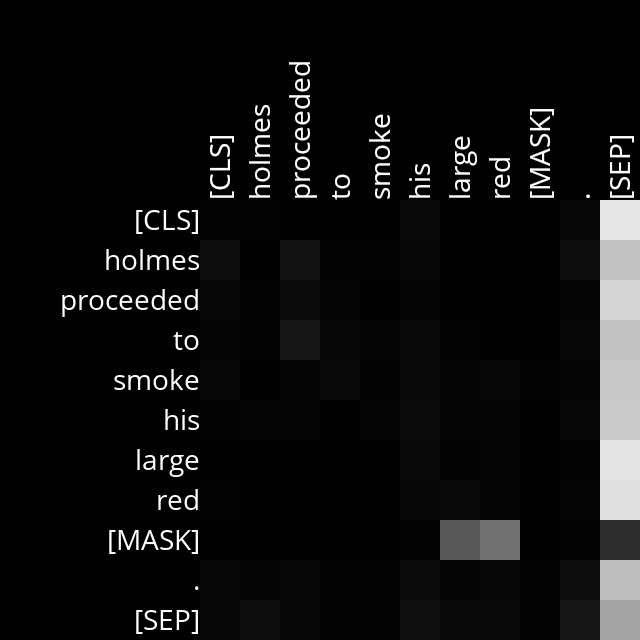 [CLS] holmes proceeded to smoke his large red [MASK] . [SEP]
[CLS]
holmes
proceeded
to
smoke
his
large
red
[MASK]
.
[SEP]